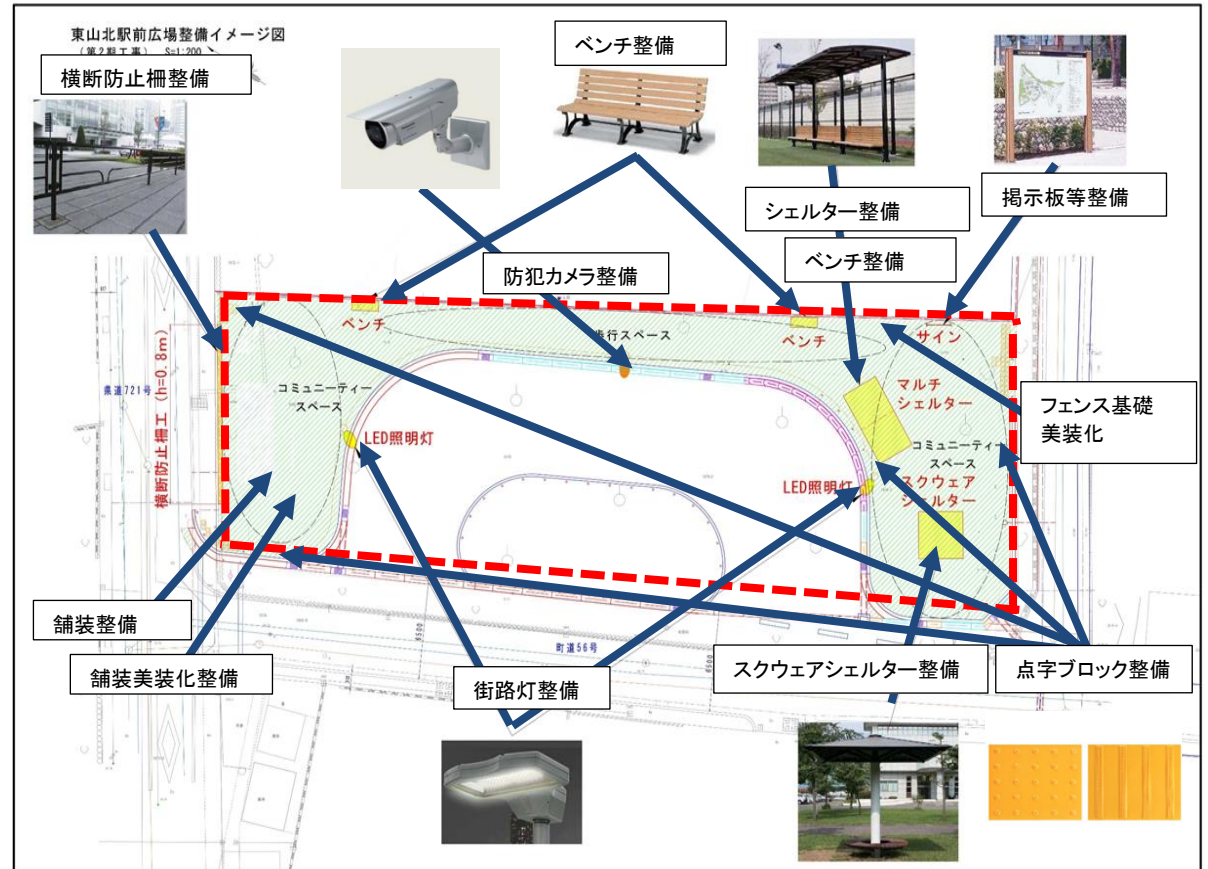 東山北駅前広場整備イメージ図
(第2期工事) S=1:200
横断防止柵整備
ベンチ整備
シェルター整備
掲示板等整備
ベンチ整備
防犯カメラ整備
ベンチ
歩行スペース
ベンチ
サイン
県道721号
横断防止柵工 (h=0.8m)
コミュニティー
スペース
マルチ
シェルター
フェンス基礎
美装化
LED照明灯
コミュニティー
スペース
LED照明灯
スクウェア
シェルター
舗装整備
6500
町道56号
6500
舗装美装化整備
街路灯整備
スクウェアシェルター整備
点字ブロック整備